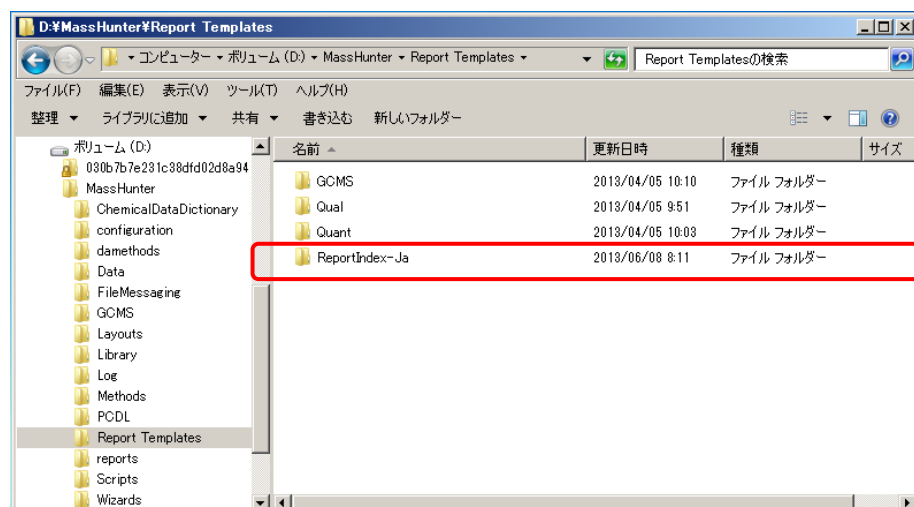 D:¥MassHunter¥Report Templates
コンピューター ボリューム (D:) MassHunter Report Templates Report Templatesの検索
ファイル(F) 編集(E) 表示(V) ツール(T) ヘルプ(H)
整理 ライブラリに追加 共有 書き込む 新しいフォルダー
ボリューム (D:)
030b7b7e231c38dfd02d8a94
MassHunter
ChemicalDataDictionary
configuration
damethods
Data
FileMessaging
GCMS
Layouts
Library
Log
Methods
PCDL
Report Templates
reports
Scripts
Wizards
名前 更新日時 種類 サイズ
GCMS 2013/04/05 10:10 ファイル フォルダー
Qual 2013/04/05 9:51 ファイル フォルダー
Quant 2013/04/05 10:03 ファイル フォルダー
ReportIndex-Ja 2013/06/08 8:11 ファイル フォルダー